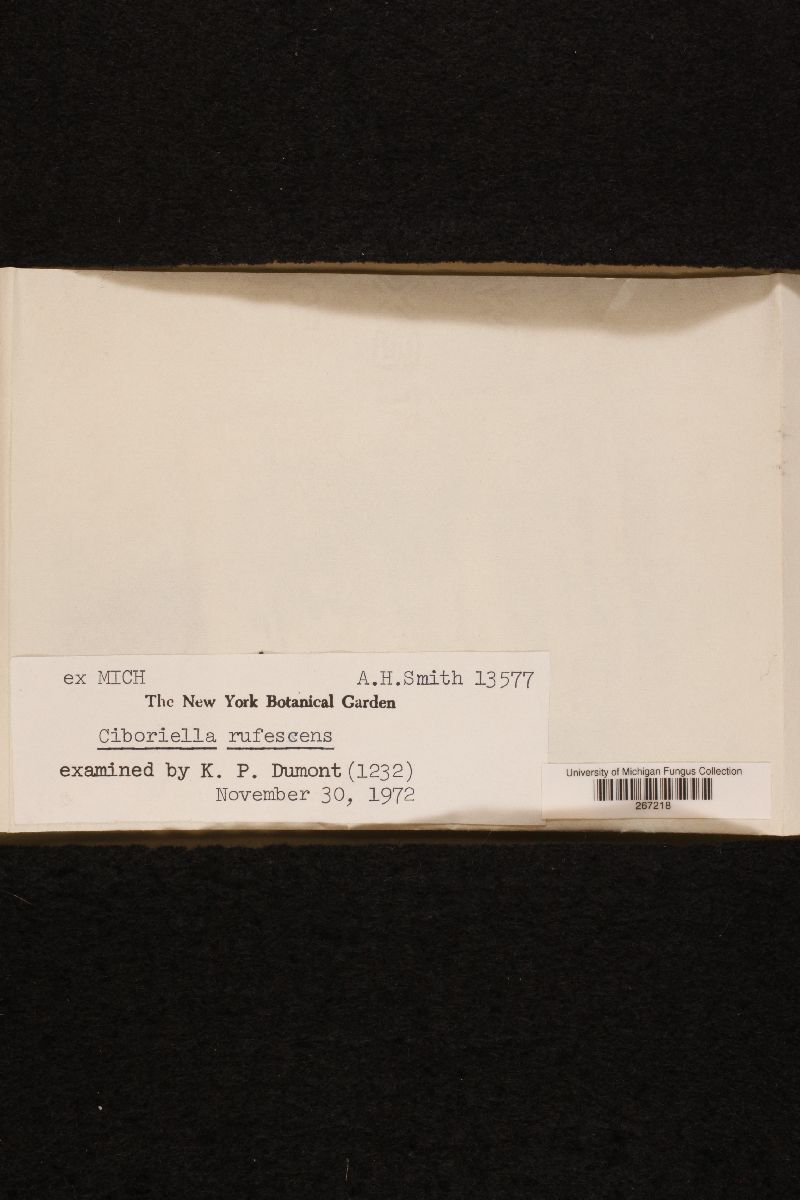 ex MICH A.H.Smith 13577
The New York Botanical Garden
Ciboriella rufescens
examined by K. P. Dumont (1232)
November 30, 1972
University of Michigan Fungus Collection
267218